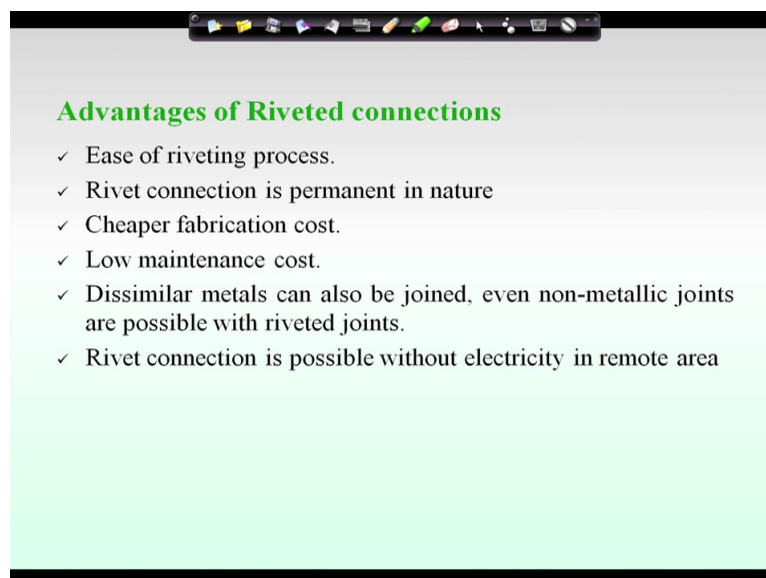 Advantages of Riveted connections
✓ Ease of riveting process.
✓ Rivet connection is permanent in nature
✓ Cheaper fabrication cost.
✓ Low maintenance cost.
✓ Dissimilar metals can also be joined, even non-metallic joints
are possible with riveted joints.
✓ Rivet connection is possible without electricity in remote area